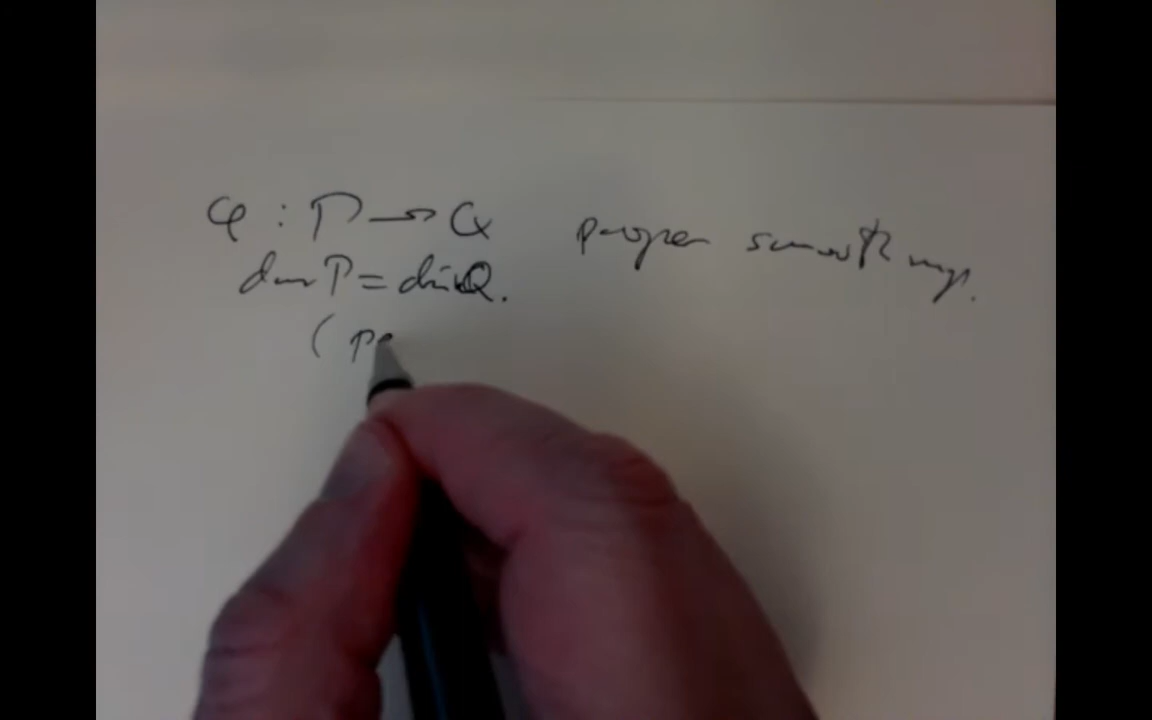 φ : P → Q proper smooth map.
dim P = dim Q.
( p